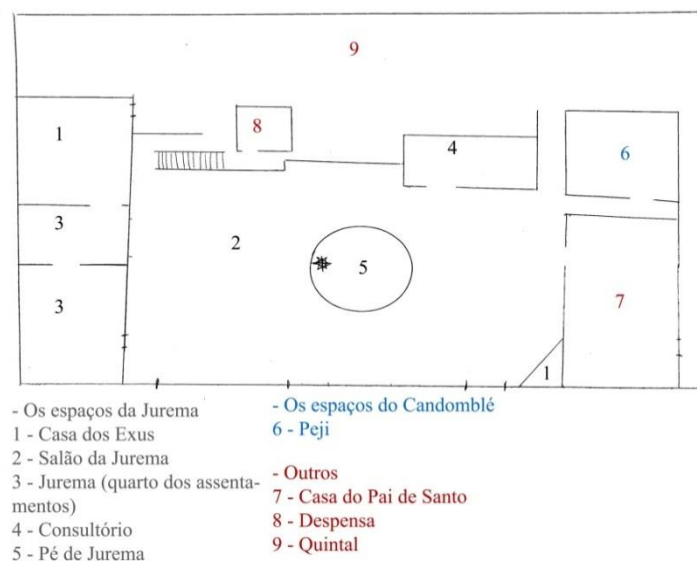 9
1
8
4
6
3
2
5
3
7
1
- Os espaços da Jurema
1 - Casa dos Exus
2 - Salão da Jurema
3 - Jurema (quarto dos assenta-
mentos)
4 - Consultório
5 - Pé de Jurema
- Os espaços do Candomblé
6 - Peji
- Outros
7 - Casa do Pai de Santo
8 - Despensa
9 - Quintal